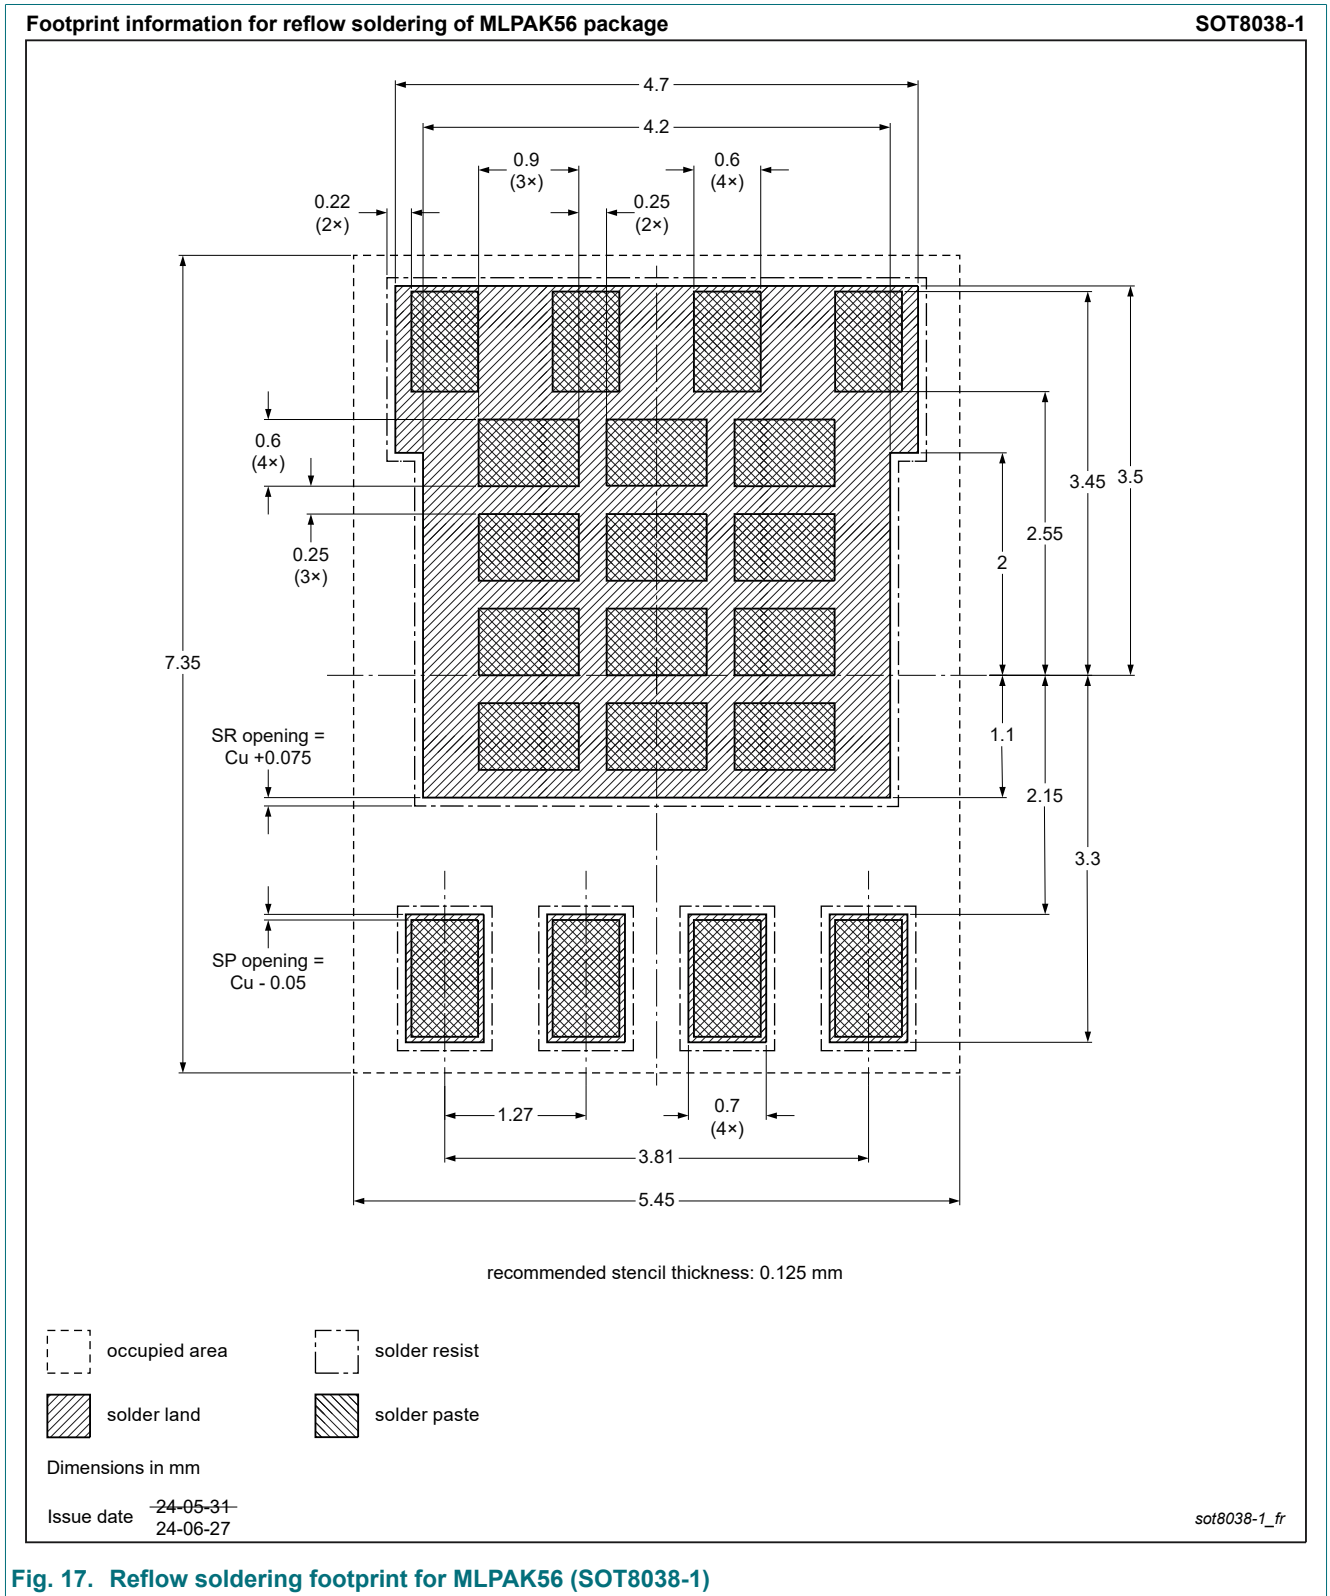 Footprint information for reflow soldering of MLPAK56 package SOT8038-1
4.7
4.2
0.9
(3×)
0.6
(4×)
0.22
(2×)
0.25
(2×)
0.6
(4×)
0.25
(3×)
3.45
3.5
2.55
2
7.35
SR opening =
Cu +0.075
1.1
2.15
3.3
SP opening =
Cu - 0.05
1.27
0.7
(4×)
3.81
5.45
recommended stencil thickness: 0.125 mm
occupied area
solder resist
solder land
solder paste
Dimensions in mm
Issue date
24-05-31
24-06-27
sot8038-1_fr
Fig. 17. Reflow soldering footprint for MLPAK56 (SOT8038-1)